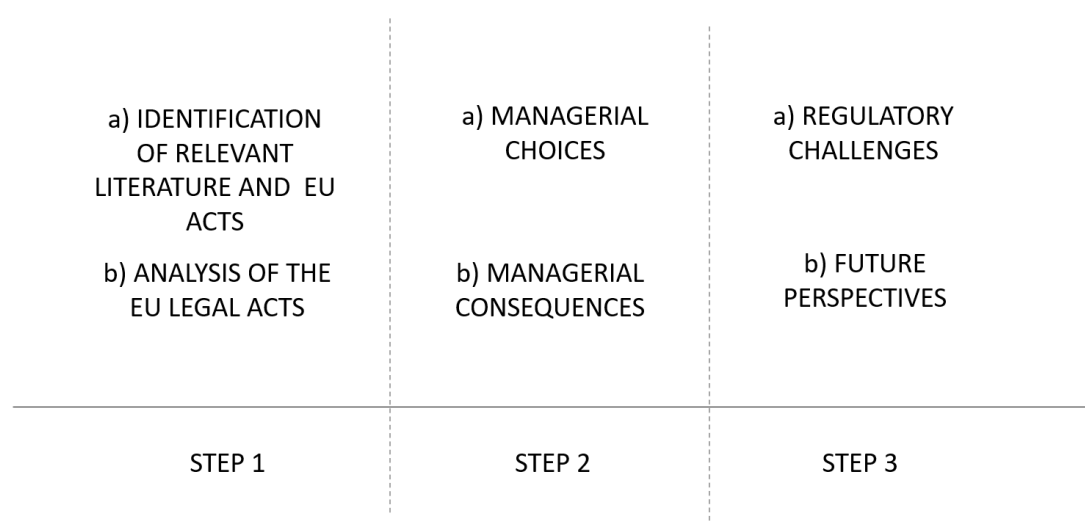 a) IDENTIFICATION
OF RELEVANT
LITERATURE AND  EU
ACTS
b) ANALYSIS OF THE
EU LEGAL ACTS
a) MANAGERIAL
CHOICES
b) MANAGERIAL
CONSEQUENCES
a) REGULATORY
CHALLENGES
b) FUTURE
PERSPECTIVES
STEP 1
STEP 2
STEP 3